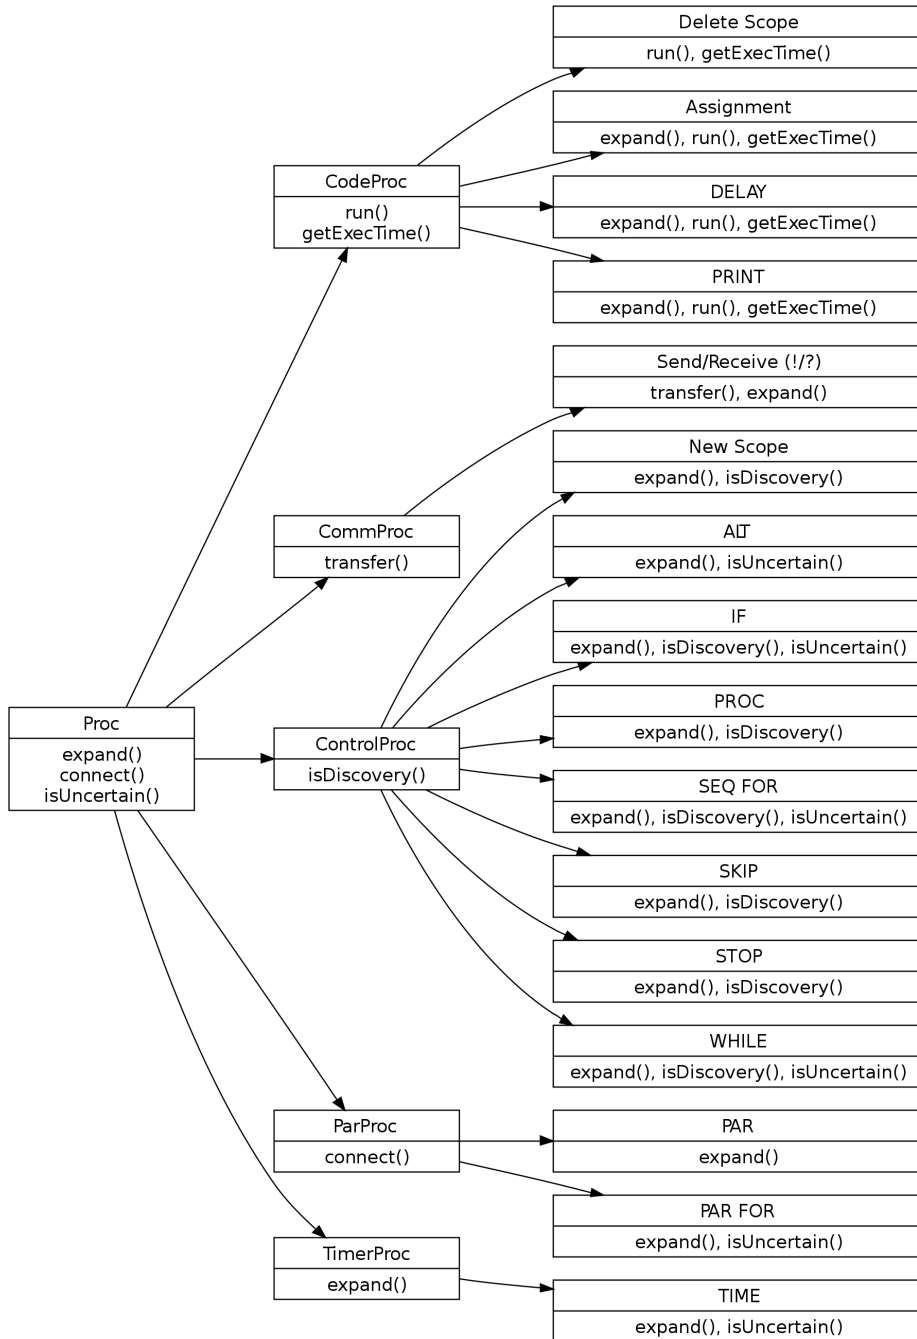 Delete Scope
run(), getExecTime()
Assignment
expand(), run(), getExecTime()
CodeProc
run()
getExecTime()
DELAY
expand(), run(), getExecTime()
PRINT
expand(), run(), getExecTime()
Send/Receive (!/?)
transfer(), expand()
New Scope
expand(), isDiscovery()
CommProc
transfer()
ALT
expand(), isUncertain()
IF
expand(), isDiscovery(), isUncertain()
Proc
expand()
connect()
isUncertain()
ControlProc
isDiscovery()
PROC
expand(), isDiscovery()
SEQ FOR
expand(), isDiscovery(), isUncertain()
SKIP
expand(), isDiscovery()
STOP
expand(), isDiscovery()
WHILE
expand(), isDiscovery(), isUncertain()
ParProc
connect()
PAR
expand()
PAR FOR
expand(), isUncertain()
TimerProc
expand()
TIME
expand(), isUncertain()